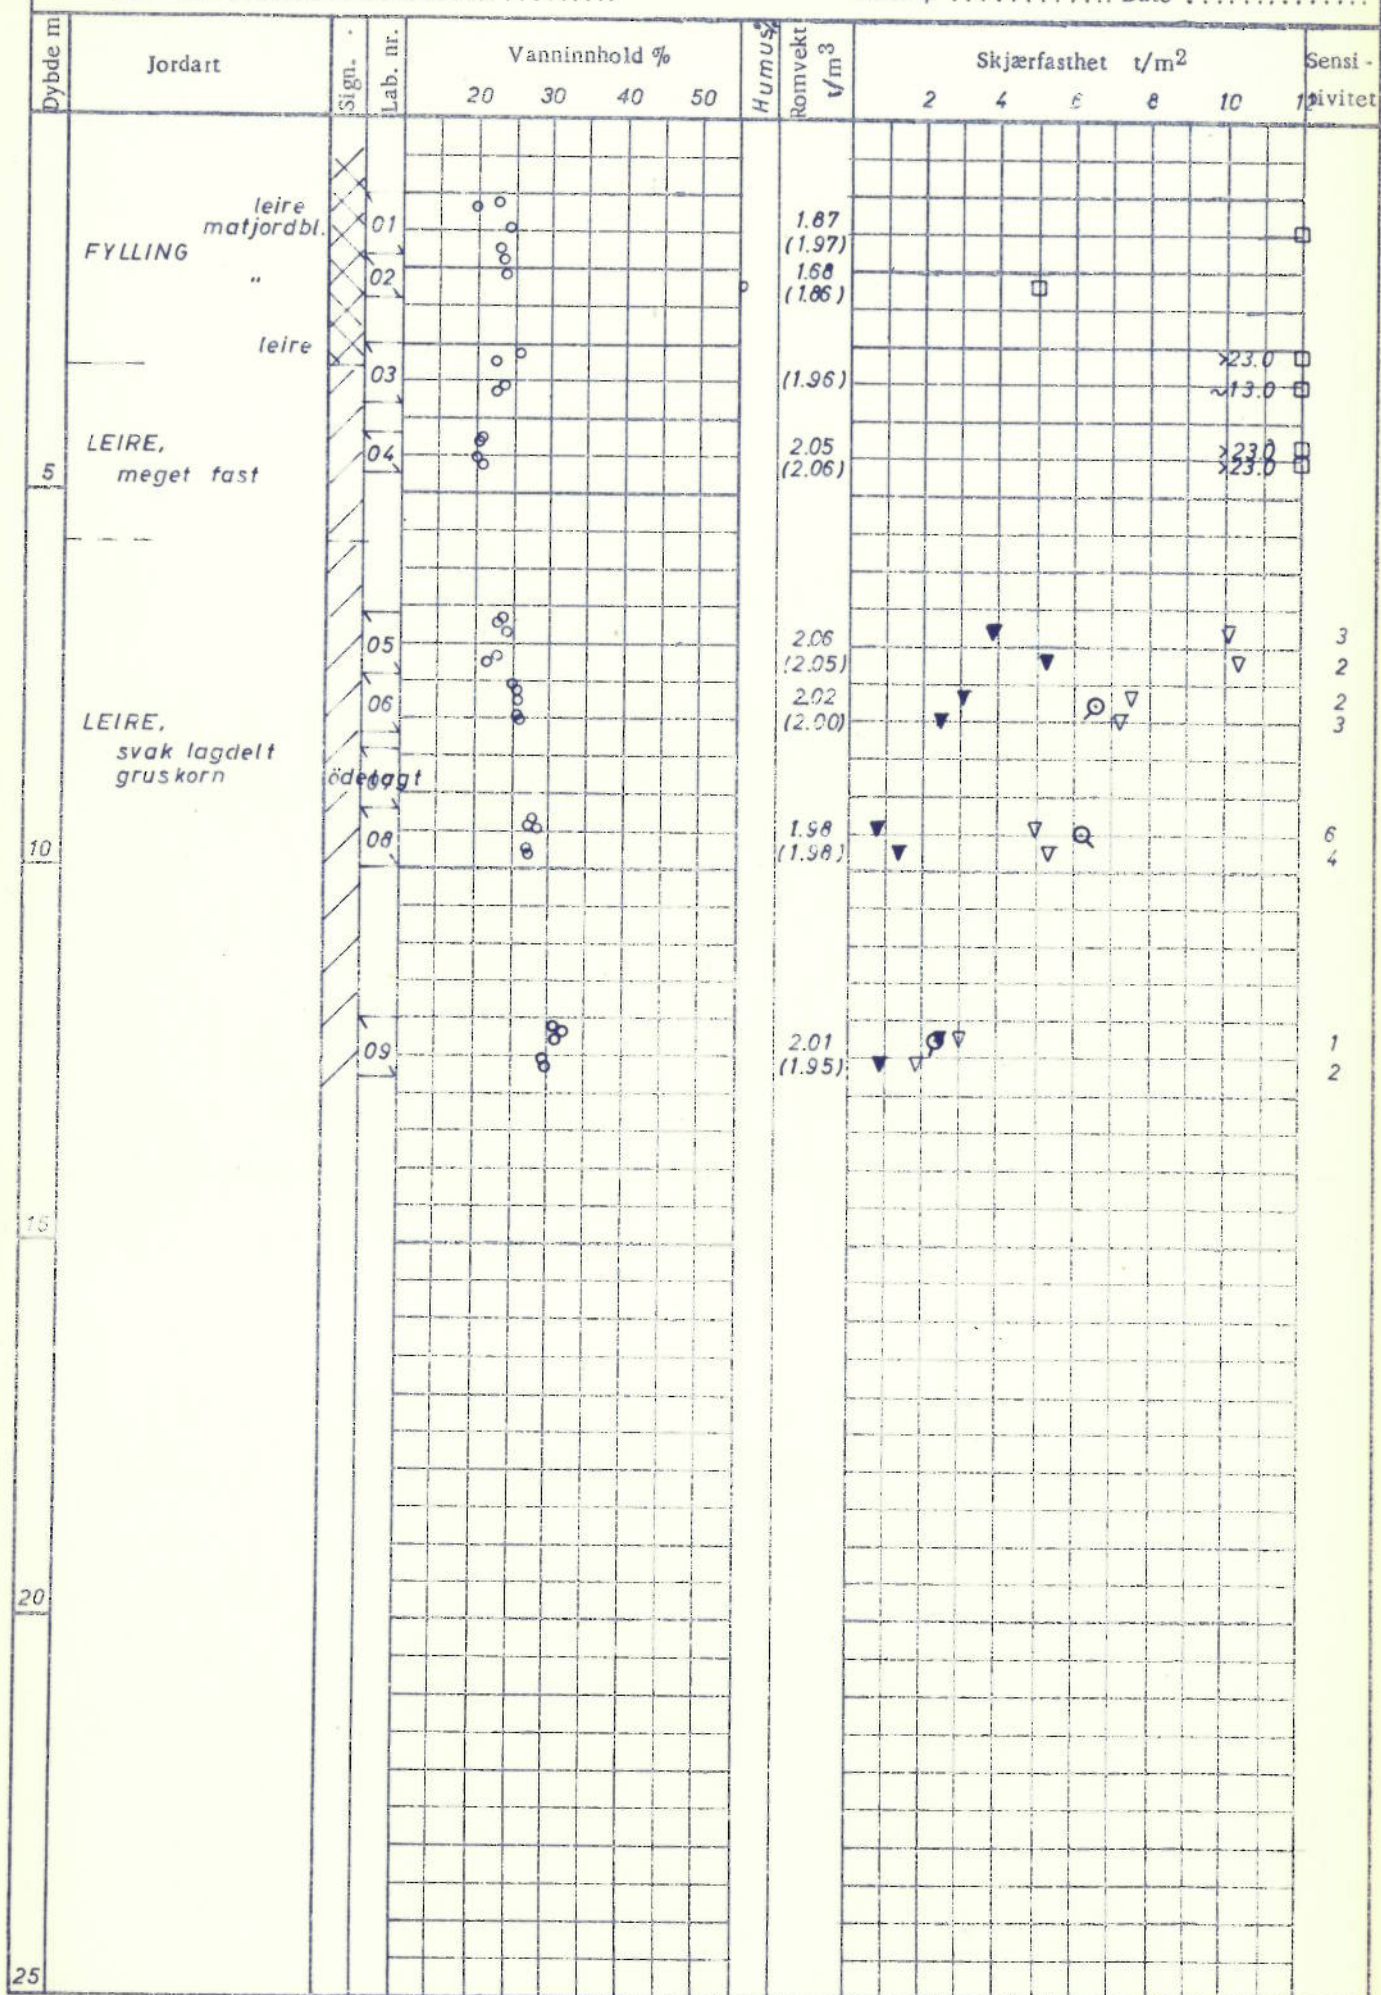 Date
Dybde m
Jordart
Sign.
Lab. nr.
Vanninnhold %
20 30 40 50
Humus%
Romvekt t/m3
Skjærfasthet t/m2
2 4 6 8 10 12
Sensi-
tivitet
leire
matjordbl.
01
1.87
(1.97)
FYLLING
"
02
1.68
(1.86)
leire
>23.0
03
(1.96)
~13.0
LEIRE,
04
2.05
>23.0
5
meget fast
(2.06)
>23.0
05
2.06
3
(2.05)
2
06
2.02
2
LEIRE,
(2.00)
3
svak lagdelt
gruskorn
ödelagt
08
1.98
6
10
(1.98)
4
09
2.01
1
(1.95)
2
15
20
25